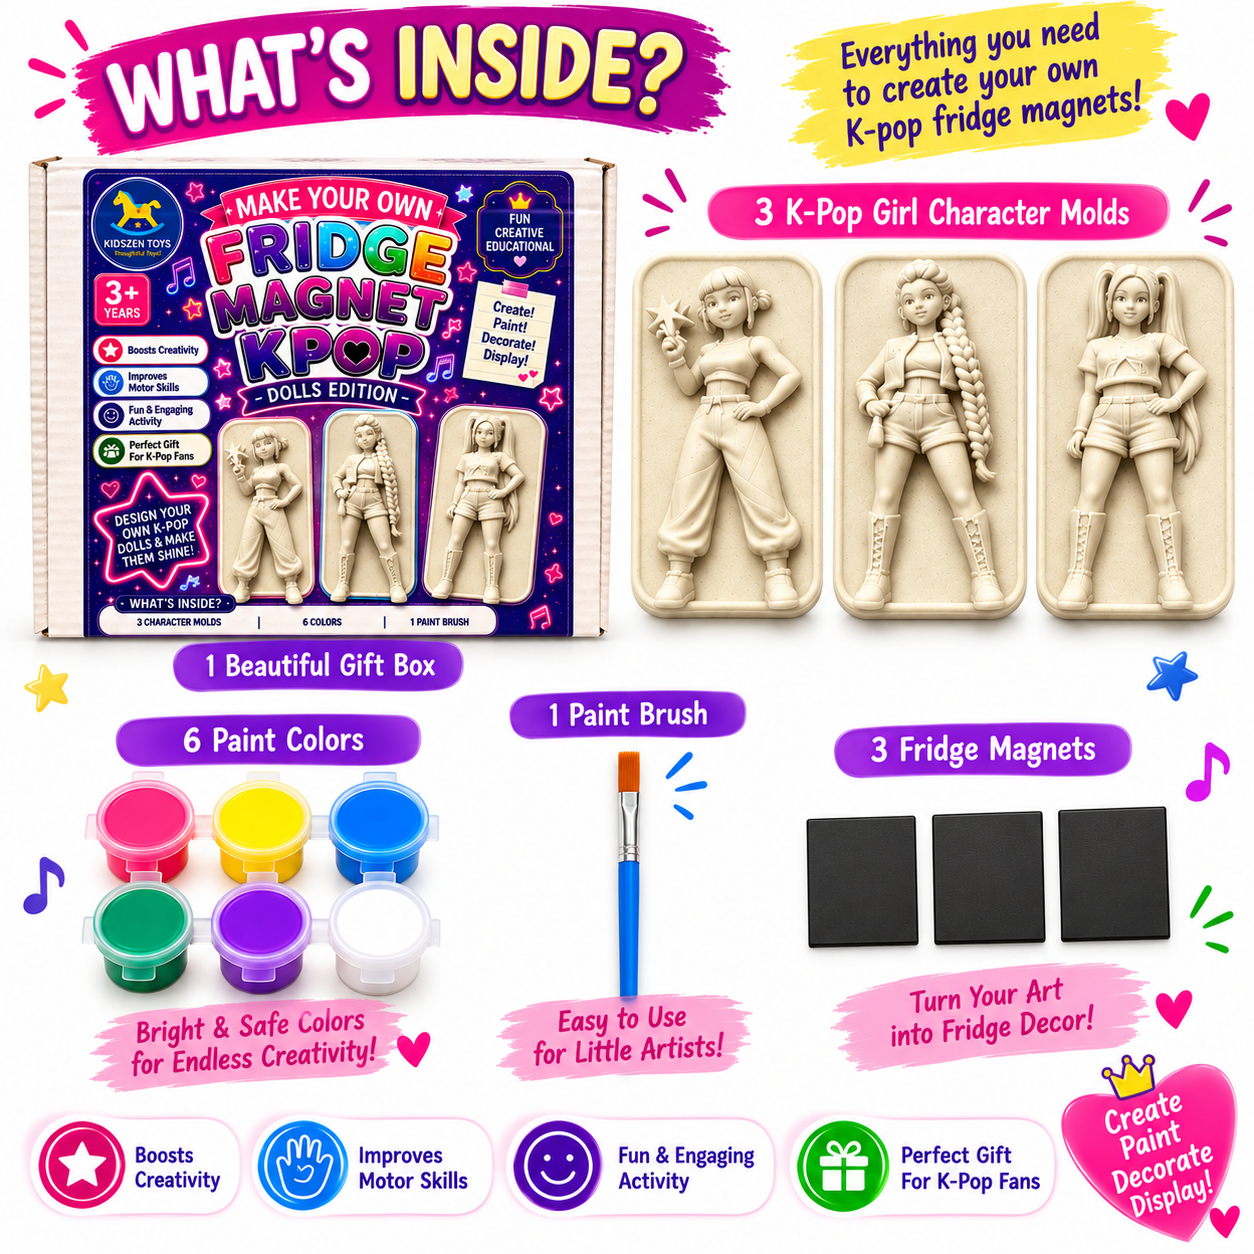 WHAT'S INSIDE?
Everything you need
to create your own
K-pop fridge magnets!
KIDSZEN TOYS
Thoughtful Toys!
MAKE YOUR OWN
FRIDGE
MAGNET
KPOP
- DOLLS EDITION -
FUN
CREATIVE
EDUCATIONAL
3+
YEARS
Create!
Paint!
Decorate!
Display!
Boosts Creativity
Improves
Motor Skills
Fun & Engaging
Activity
Perfect Gift
For K-Pop Fans
DESIGN YOUR
OWN K-POP
DOLLS & MAKE
THEM SHINE!
· WHAT'S INSIDE? ·
3 CHARACTER MOLDS | 6 COLORS | 1 PAINT BRUSH
3 K-Pop Girl Character Molds
1 Beautiful Gift Box
6 Paint Colors
1 Paint Brush
3 Fridge Magnets
Bright & Safe Colors
for Endless Creativity!
Easy to Use
for Little Artists!
Turn Your Art
into Fridge Decor!
Boosts
Creativity
Improves
Motor Skills
Fun & Engaging
Activity
Perfect Gift
For K-Pop Fans
Create
Paint
Decorate
Display!